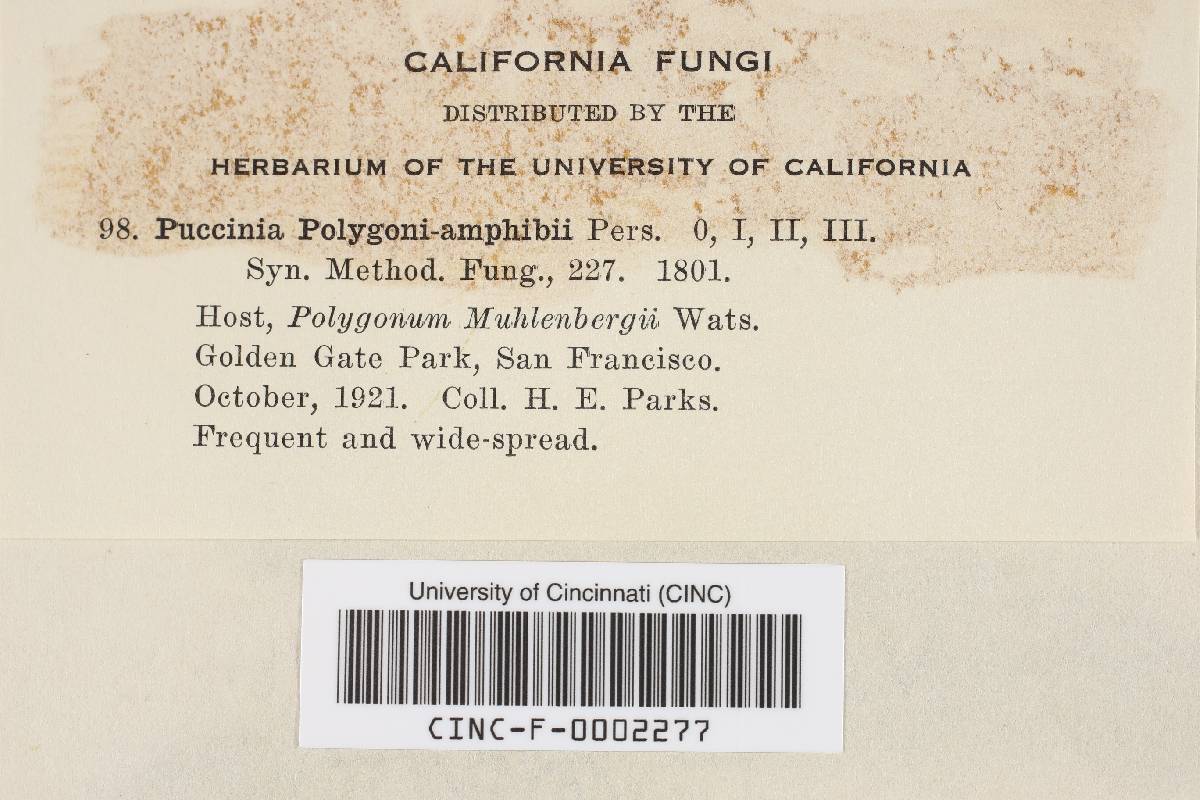 CALIFORNIA FUNGI
DISTRIBUTED BY THE
HERBARIUM OF THE UNIVERSITY OF CALIFORNIA
98. Puccinia Polygoni-amphibii Pers. 0, I, II, III.
Syn. Method. Fung., 227. 1801.
Host, Polygonum Muhlenbergii Wats.
Golden Gate Park, San Francisco.
October, 1921. Coll. H. E. Parks.
Frequent and wide-spread.
University of Cincinnati (CINC)
CINC-F-0002277